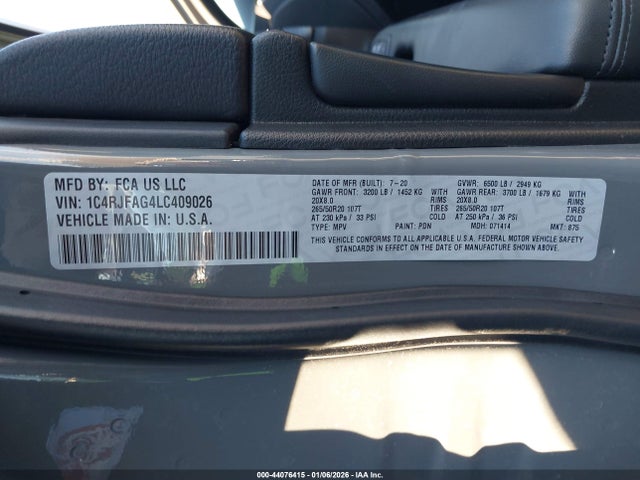 MFD BY: FCA US LLC
VIN: 1C4RJFAG4LC409026
VEHICLE MADE IN: U.S.A.
DATE OF MFR (BUILT): 7-20
GAWR FRONT: 3200 LB / 1452 KG
20X8.0 RIMS
265/50R20 107T TIRES
AT 230 kPa / 33 PSI
TYPE: MPV PAINT: PDN
GVWR: 6500 LB / 2949 KG
GAWR REAR: 3700 LB / 1679 KG
20X8.0 RIMS
265/50R20 107T TIRES
AT 250 kPa / 36 PSI
MDH: 071414 MKT: 875
THIS VEHICLE CONFORMS TO ALL APPLICABLE U.S.A. FEDERAL MOTOR VEHICLE SAFETY
STANDARDS IN EFFECT ON THE DATE OF MANUFACTURE SHOWN ABOVE.
000-44076415 - 01/06/2026 - IAA Inc.